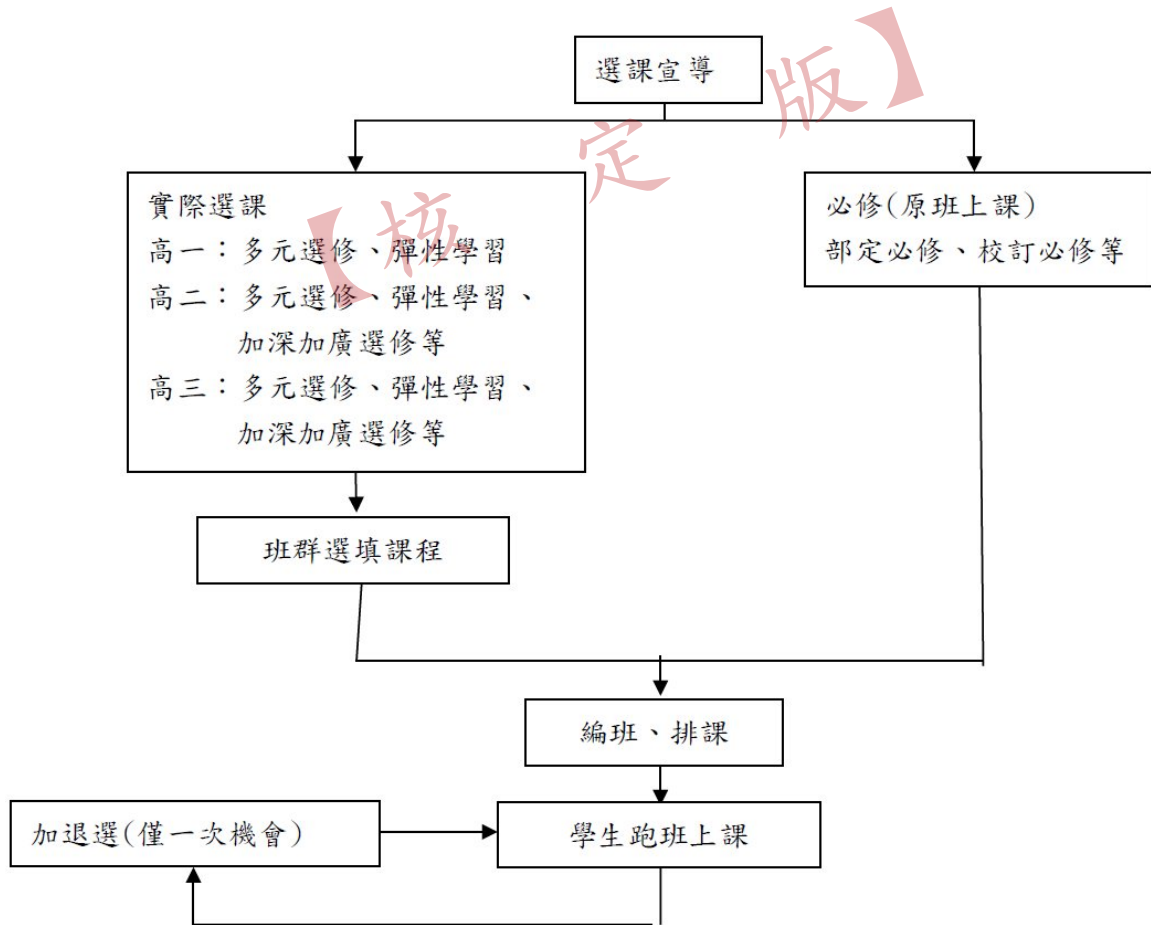 選課宣導
【核定版】
實際選課
高一：多元選修、彈性學習
高二：多元選修、彈性學習、
加深加廣選修等
高三：多元選修、彈性學習、
加深加廣選修等
必修(原班上課)
部定必修、校訂必修等
班群選填課程
編班、排課
加退選(僅一次機會)
學生跑班上課